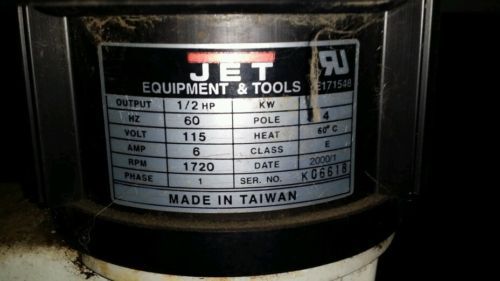 JET
EQUIPMENT & TOOLS
RU
E171548
OUTPUT 1/2 HP KW
HZ 60 POLE 4
VOLT 115 HEAT 60° C
AMP 6 CLASS E
RPM 1720 DATE 2000/1
PHASE 1 SER. NO. K06618
MADE IN TAIWAN